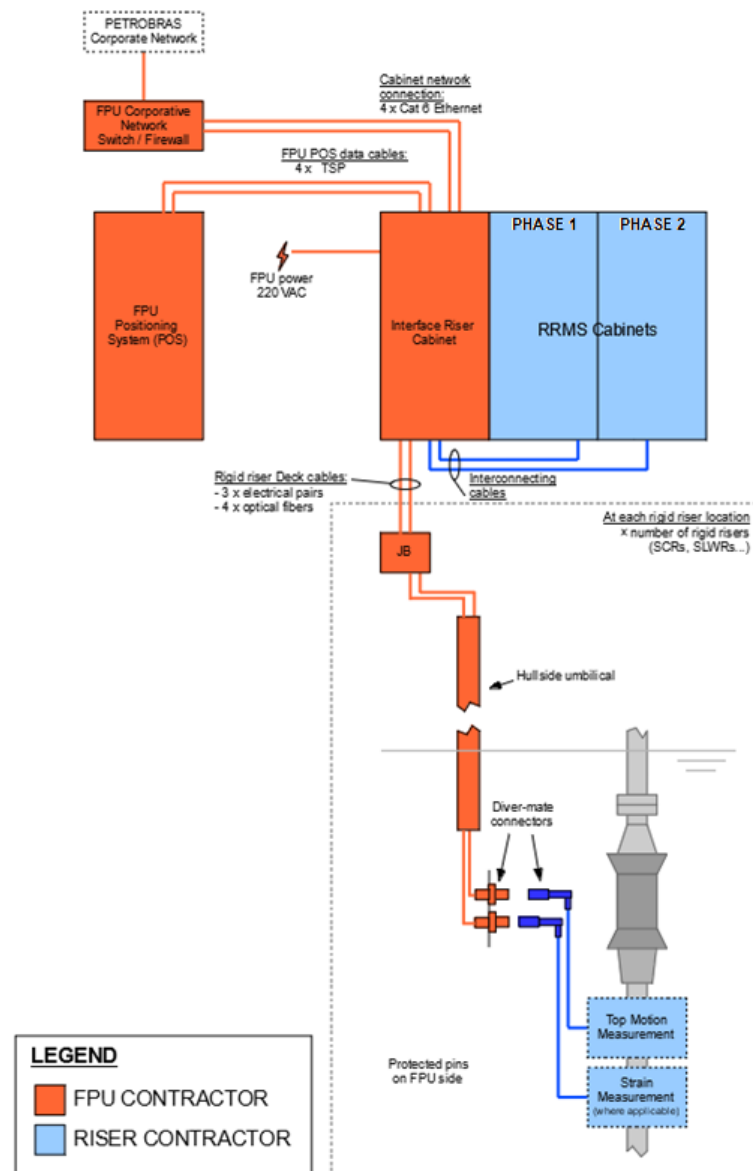 PETROBRAS
Corporate Network
Cabinet network
connection:
4 x Cat 6 Ethernet
FPU Corporative
Network
Switch / Firewall
FPU POS data cables:
4 x TSP
PHASE 1
PHASE 2
FPU power
220 VAC
FPU
Positioning
System (POS)
Interface Riser
Cabinet
RRMS Cabinets
Rigid riser Deck cables:
- 3 x electrical pairs
- 4 x optical fibers
Interconnecting
cables
At each rigid riser location
× number of rigid risers
(SCRs, SLWRs...)
JB
Hull side umbilical
Diver-mate
connectors
Top Motion
Measurement
Protected pins
on FPU side
Strain
Measurement
(where applicable)
LEGEND
FPU CONTRACTOR
RISER CONTRACTOR